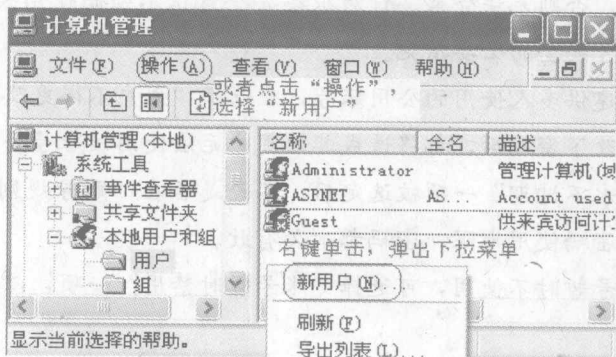 计算机管理
文件(F) 操作(A) 查看(V) 窗口(W) 帮助(H)
或者点击“操作”，
选择“新用户”
计算机管理(本地)
系统工具
事件查看器
共享文件夹
本地用户和组
用户
组
名称 全名 描述
Administrator 管理计算机(域
ASPNET AS... Account used
Guest 供来宾访问计
右键单击，弹出下拉菜单
新用户(N)
刷新(F)
导出列表(L)...
显示当前选择的帮助。